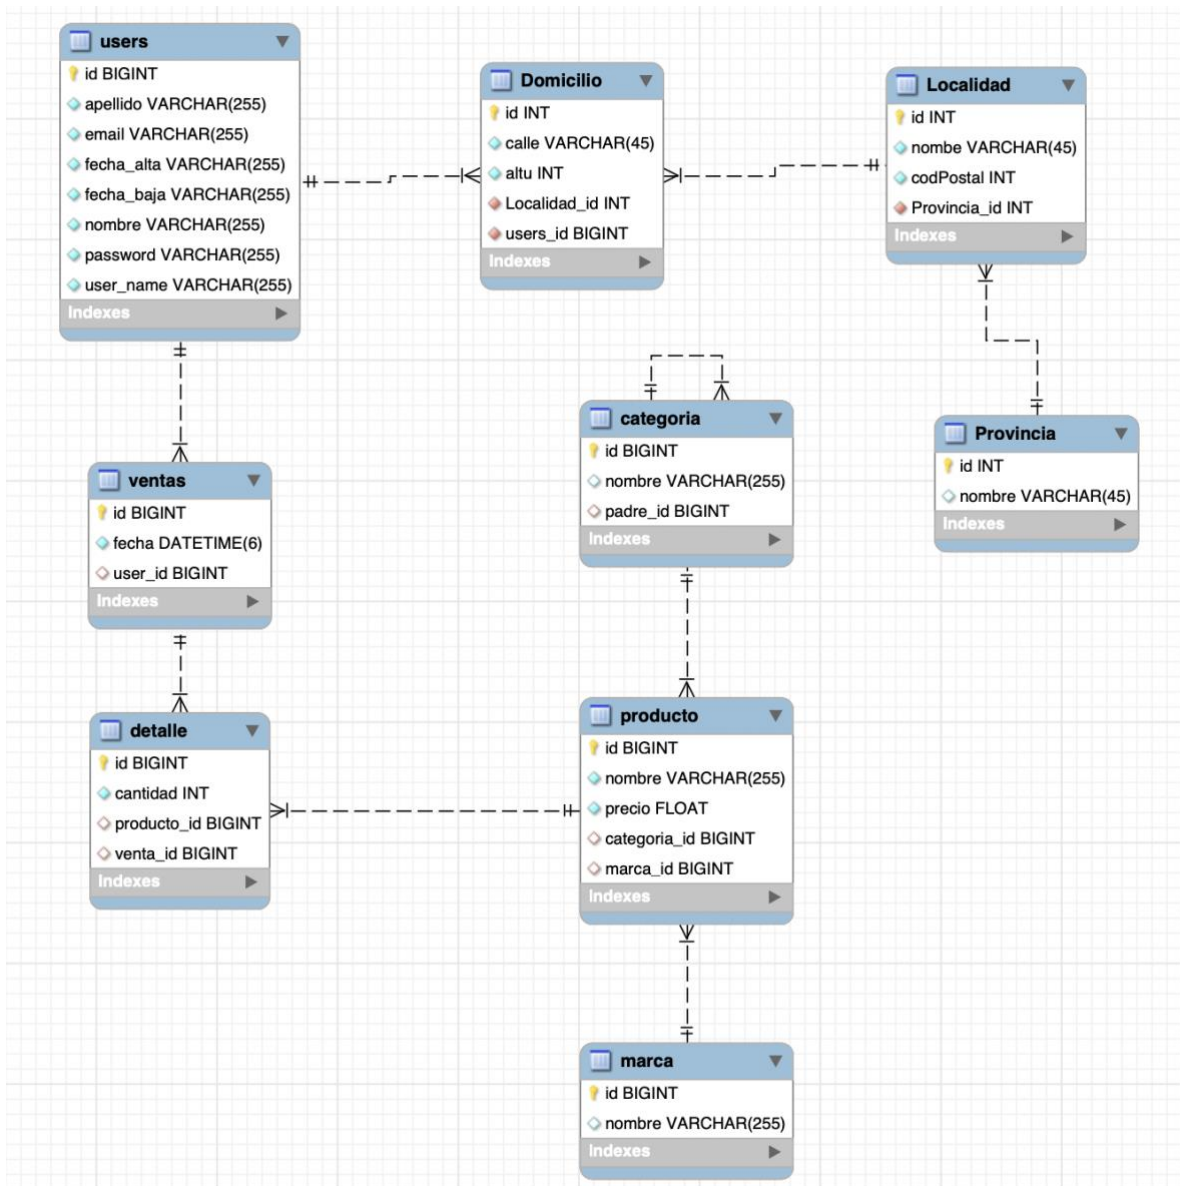 users
id BIGINT
apellido VARCHAR(255)
email VARCHAR(255)
fecha_alta VARCHAR(255)
fecha_baja VARCHAR(255)
nombre VARCHAR(255)
password VARCHAR(255)
user_name VARCHAR(255)
Indexes
Domicilio
id INT
calle VARCHAR(45)
altu INT
Localidad_id INT
users_id BIGINT
Indexes
Localidad
id INT
nombe VARCHAR(45)
codPostal INT
Provincia_id INT
Indexes
categoria
id BIGINT
nombre VARCHAR(255)
padre_id BIGINT
Indexes
Provincia
id INT
nombre VARCHAR(45)
Indexes
ventas
id BIGINT
fecha DATETIME(6)
user_id BIGINT
Indexes
detalle
id BIGINT
cantidad INT
producto_id BIGINT
venta_id BIGINT
Indexes
producto
id BIGINT
nombre VARCHAR(255)
precio FLOAT
categoria_id BIGINT
marca_id BIGINT
Indexes
marca
id BIGINT
nombre VARCHAR(255)
Indexes